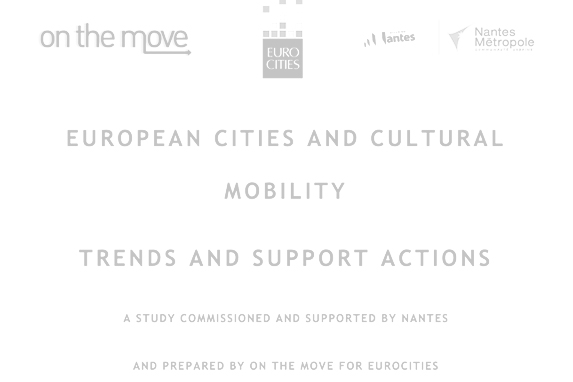 on the move
EURO
CITIES
Nantes
Nantes
Métropole
EUROPEAN CITIES AND CULTURAL
MOBILITY
TRENDS AND SUPPORT ACTIONS
A STUDY COMMISSIONED AND SUPPORTED BY NANTES
AND PREPARED BY ON THE MOVE FOR EUROCITIES